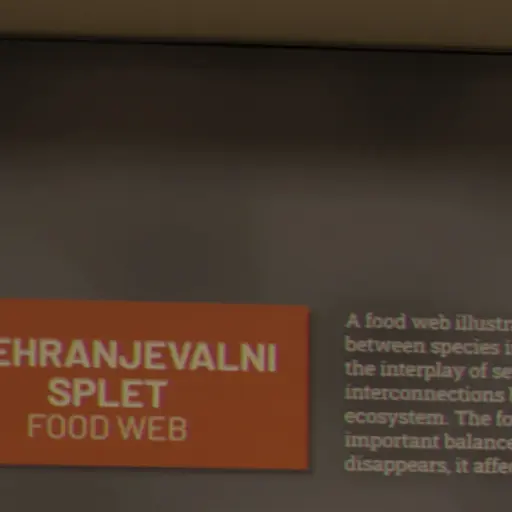 EHRANJEVALNI
SPLET
FOOD WEB
A food web illustr
between species i
the interplay of se
interconnections
ecosystem. The fo
important balance
disappears, it affe